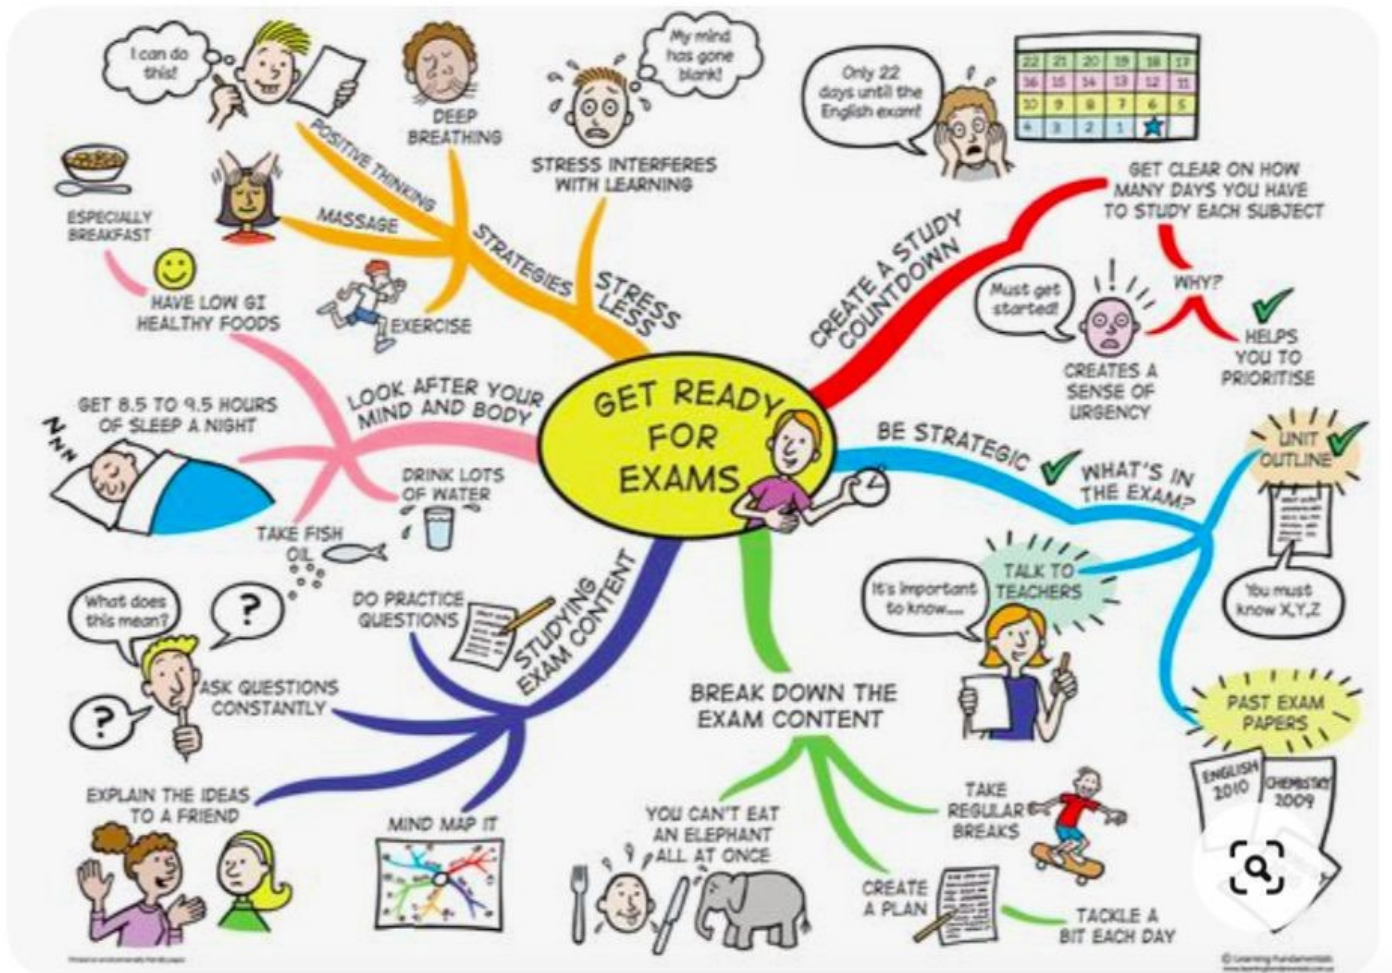 I can do
this!
POSITIVE THINKING
DEEP
BREATHING
My mind
has gone
blank!
STRESS INTERFERES
WITH LEARNING
MASSAGE
STRATEGIES
STRESS
LESS
EXERCISE
ESPECIALLY
BREAKFAST
HAVE LOW GI
HEALTHY FOODS
LOOK AFTER YOUR
MIND AND BODY
GET 8.5 TO 9.5 HOURS
OF SLEEP A NIGHT
ZZZZ
DRINK LOTS
OF WATER
TAKE FISH
OIL
GET READY
FOR
EXAMS
Only 22
days until the
English exam!
22 21 20 19 18 17
16 15 14 13 12 11
10 9 8 7 6 5
4 3 2 1
CREATE A STUDY
COUNTDOWN
GET CLEAR ON HOW
MANY DAYS YOU HAVE
TO STUDY EACH SUBJECT
WHY?
Must get
started!
!
CREATES A
SENSE OF
URGENCY
HELPS
YOU TO
PRIORITISE
BE STRATEGIC
WHAT'S IN
THE EXAM?
UNIT
OUTLINE
You must
know X,Y,Z
TALK TO
TEACHERS
It's important
to know....
PAST EXAM
PAPERS
ENGLISH
2010
CHEMISTRY
2009
BREAK DOWN THE
EXAM CONTENT
YOU CAN'T EAT
AN ELEPHANT
ALL AT ONCE
TAKE
REGULAR
BREAKS
CREATE
A PLAN
TACKLE A
BIT EACH DAY
STUDYING
EXAM CONTENT
DO PRACTICE
QUESTIONS
What does
this mean?
?
?
ASK QUESTIONS
CONSTANTLY
EXPLAIN THE IDEAS
TO A FRIEND
MIND MAP IT
© Learning Fundamentals